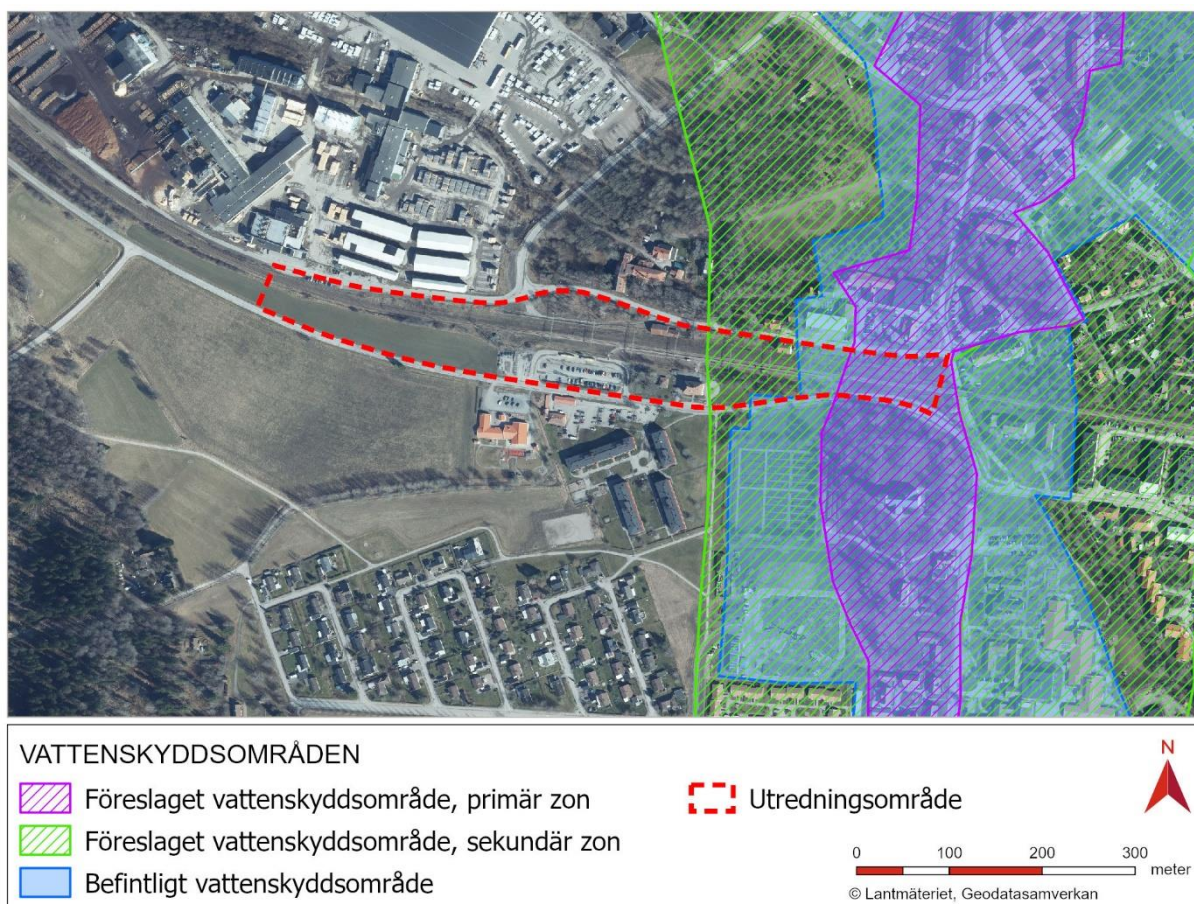 VATTENSKYDDSOMRÅDEN
Föreslaget vattenskyddsområde, primär zon
Föreslaget vattenskyddsområde, sekundär zon
Befintligt vattenskyddsområde
Utredningsområde
N
0 100 200 300
meter
© Lantmäteriet, Geodatasamverkan